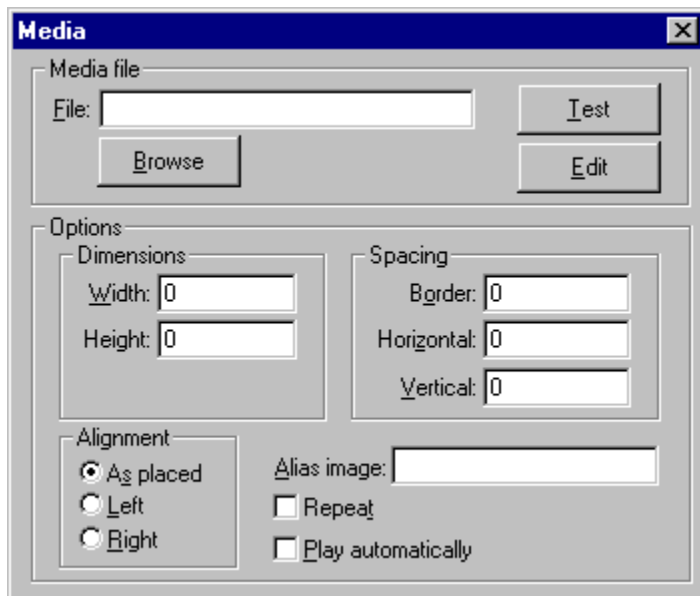 Media
Media file
File:
Test
Browse
Edit
Options
Dimensions
Width: 0
Height: 0
Spacing
Border: 0
Horizontal: 0
Vertical: 0
Alignment
As placed
Left
Right
Alias image:
Repeat
Play automatically